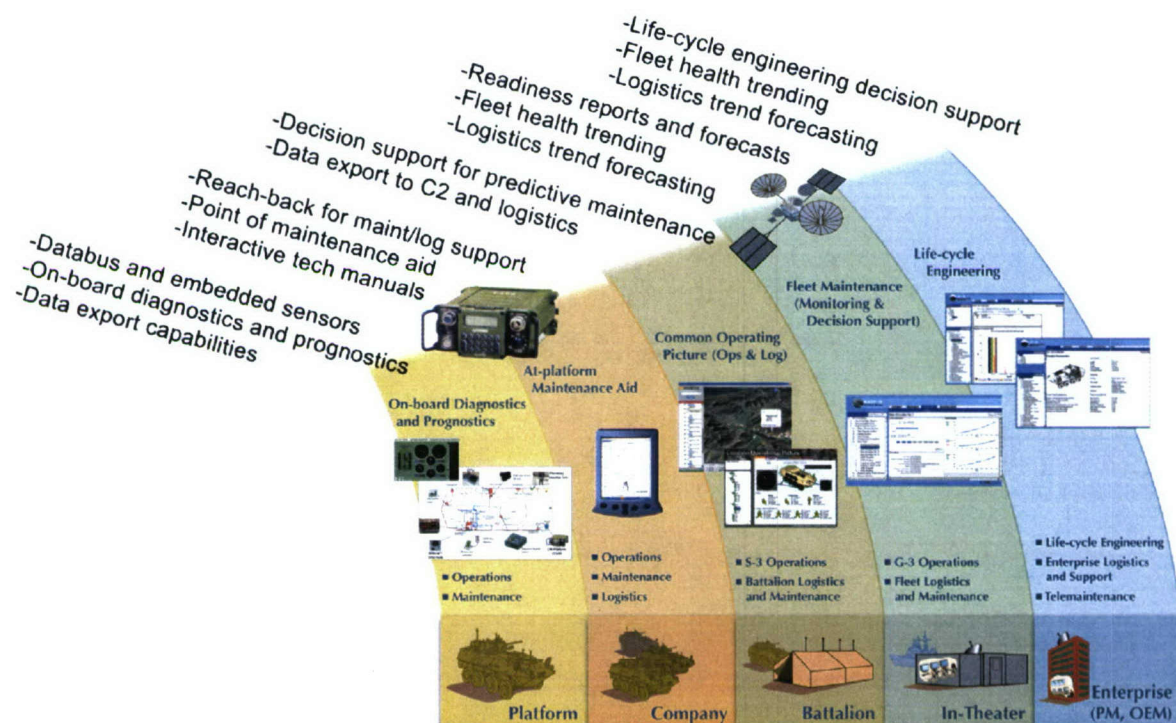 -Life-cycle engineering decision support
-Fleet health trending
-Logistics trend forecasting
-Readiness reports and forecasts
-Fleet health trending
-Logistics trend forecasting
-Decision support for predictive maintenance
-Data export to C2 and logistics
-Reach-back for maint/log support
-Point of maintenance aid
-Interactive tech manuals
-Databus and embedded sensors
-On-board diagnostics and prognostics
-Data export capabilities
On-board Diagnostics
and Prognostics
At-platform
Maintenance Aid
Common Operating
Picture (Ops & Log)
Fleet Maintenance
(Monitoring &
Decision Support)
Life-cycle
Engineering
■ Operations
■ Maintenance
■ Operations
■ Maintenance
■ Logistics
■ S-3 Operations
■ Battalion Logistics
and Maintenance
■ G-3 Operations
■ Fleet Logistics
and Maintenance
■ Life-cycle Engineering
■ Enterprise Logistics
and Support
■ Telemaintenance
Platform
Company
Battalion
In-Theater
Enterprise
(PM, OEM)